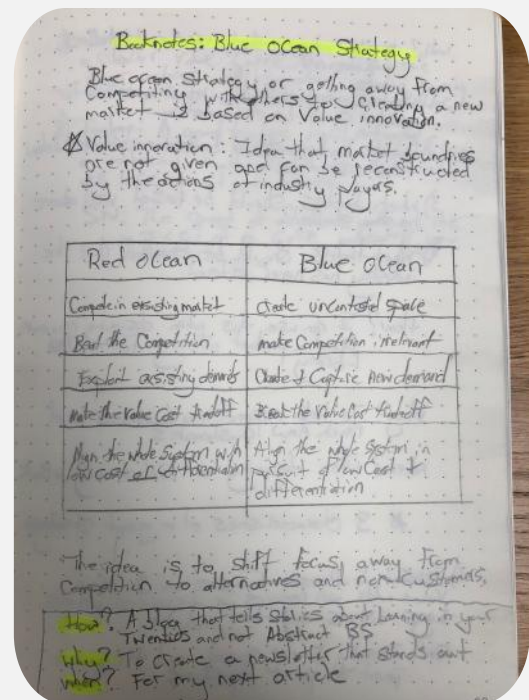 Booknotes: Blue Ocean Strategy
Blue ocean strategy or getting away from
Competiting with others to Creating a new
market is based on Value innovation.
Value innovation: Idea that market boundries
are not given and can be reconstructed
by the actions of industry players.
Red Ocean Blue Ocean
Compete in exsisting market create uncontested space
Beat the Competition make Competition irrelevant
Exploit exsisting demands Create & Capture new demand
Make the Value Cost tradeoff Break the Value Cost tradeoff
Align the whole system with Align the whole System in
low Cost or differentiation pursuit of low Cost &
differentiation
The idea is to shift focus, away from
Competition to alternatives and non Customers.
How? A blog that tells stories about Learning in your
Twenties and not Abstract BS
why? To Create a newsletter that stands out
when? For my next article